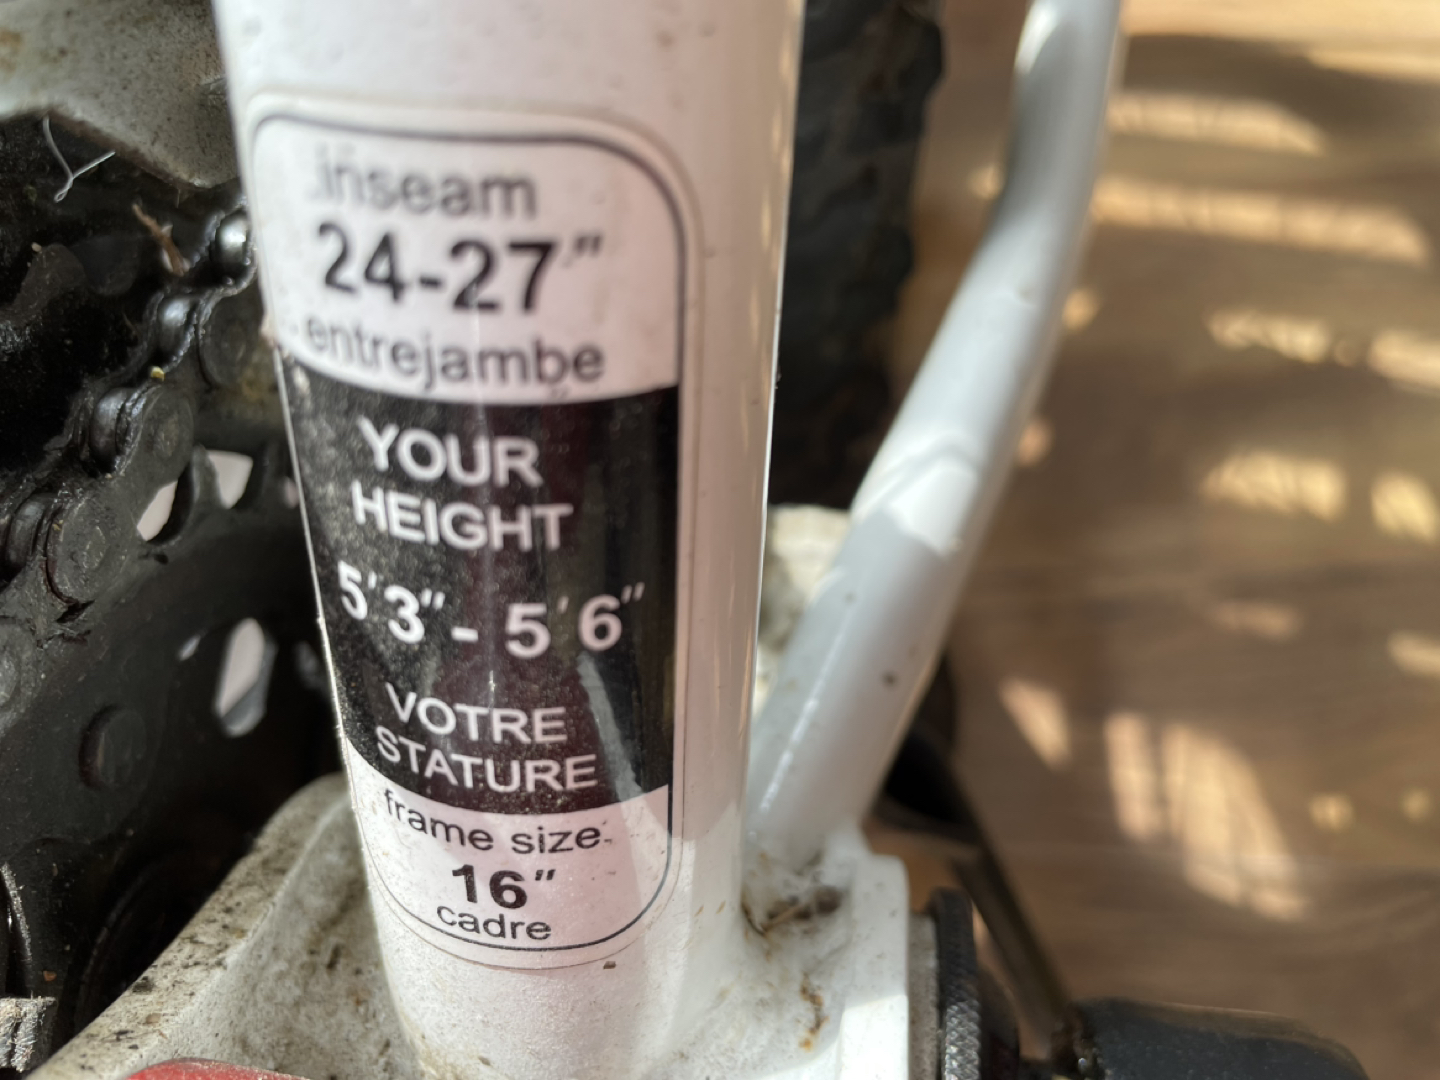 inseam
24-27"
entrejambe
YOUR
HEIGHT
5'3" - 5'6"
VOTRE
STATURE
frame size
16"
cadre